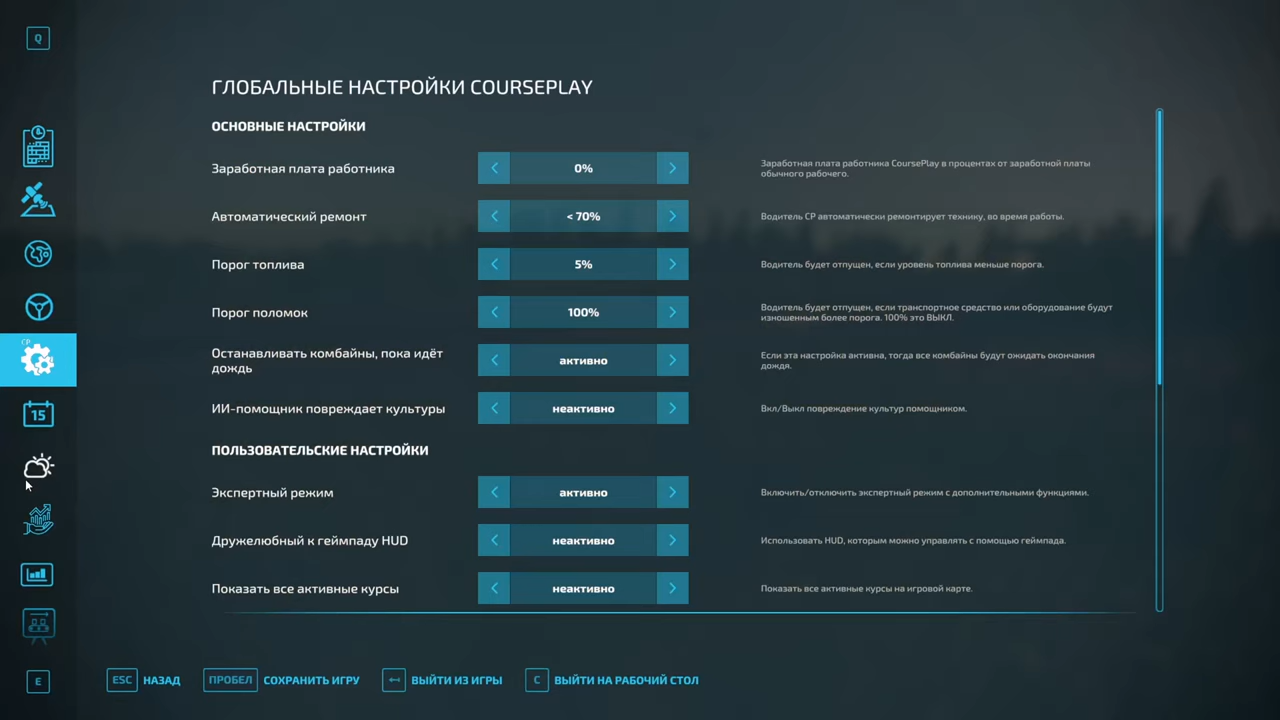 Q
ГЛОБАЛЬНЫЕ НАСТРОЙКИ COURSEPLAY
ОСНОВНЫЕ НАСТРОЙКИ
Заработная плата работника
0%
Заработная плата работника CoursePlay в процентах от заработной платы
обычного рабочего.
Автоматический ремонт
< 70%
Водитель CP автоматически ремонтирует технику, во время работы.
Порог топлива
5%
Водитель будет отпущен, если уровень топлива меньше порога.
Порог поломок
100%
Водитель будет отпущен, если транспортное средство или оборудование будут
изношенным более порога. 100% это ВЫКЛ.
Останавливать комбайны, пока идёт
дождь
активно
Если эта настройка активна, тогда все комбайны будут ожидать окончания
дождя.
CP
ИИ-помощник повреждает культуры
неактивно
Вкл/Выкл повреждение культур помощником.
15
ПОЛЬЗОВАТЕЛЬСКИЕ НАСТРОЙКИ
Экспертный режим
активно
Включить/отключить экспертный режим с дополнительными функциями.
Дружелюбный к геймпаду HUD
неактивно
Использовать HUD, которым можно управлять с помощью геймпада.
Показать все активные курсы
неактивно
Показать все активные курсы на игровой карте.
E
ESC НАЗАД
ПРОБЕЛ СОХРАНИТЬ ИГРУ
ВЫЙТИ ИЗ ИГРЫ
C ВЫЙТИ НА РАБОЧИЙ СТОЛ